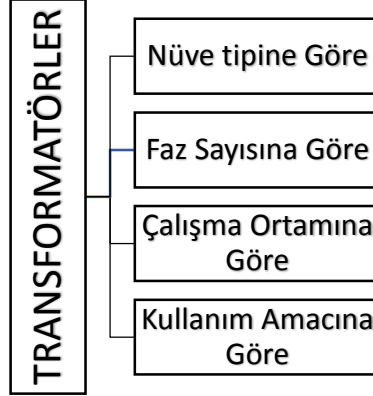 TRANSFORMATÖRLER
Nüve tipine Göre
Faz Sayısına Göre
Çalışma Ortamına
Göre
Kullanım Amacına
Göre